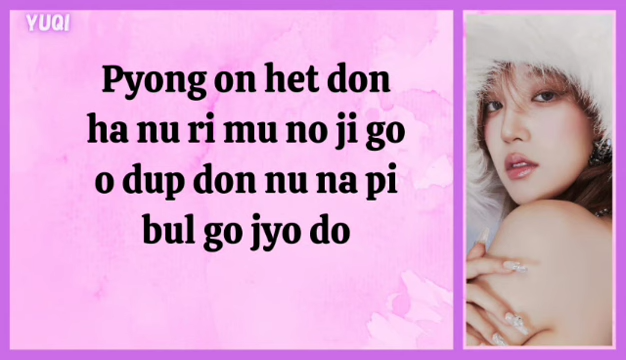 YUQI
Pyong on het don
ha nu ri mu no ji go
o dup don nu na pi
bul go jyo do